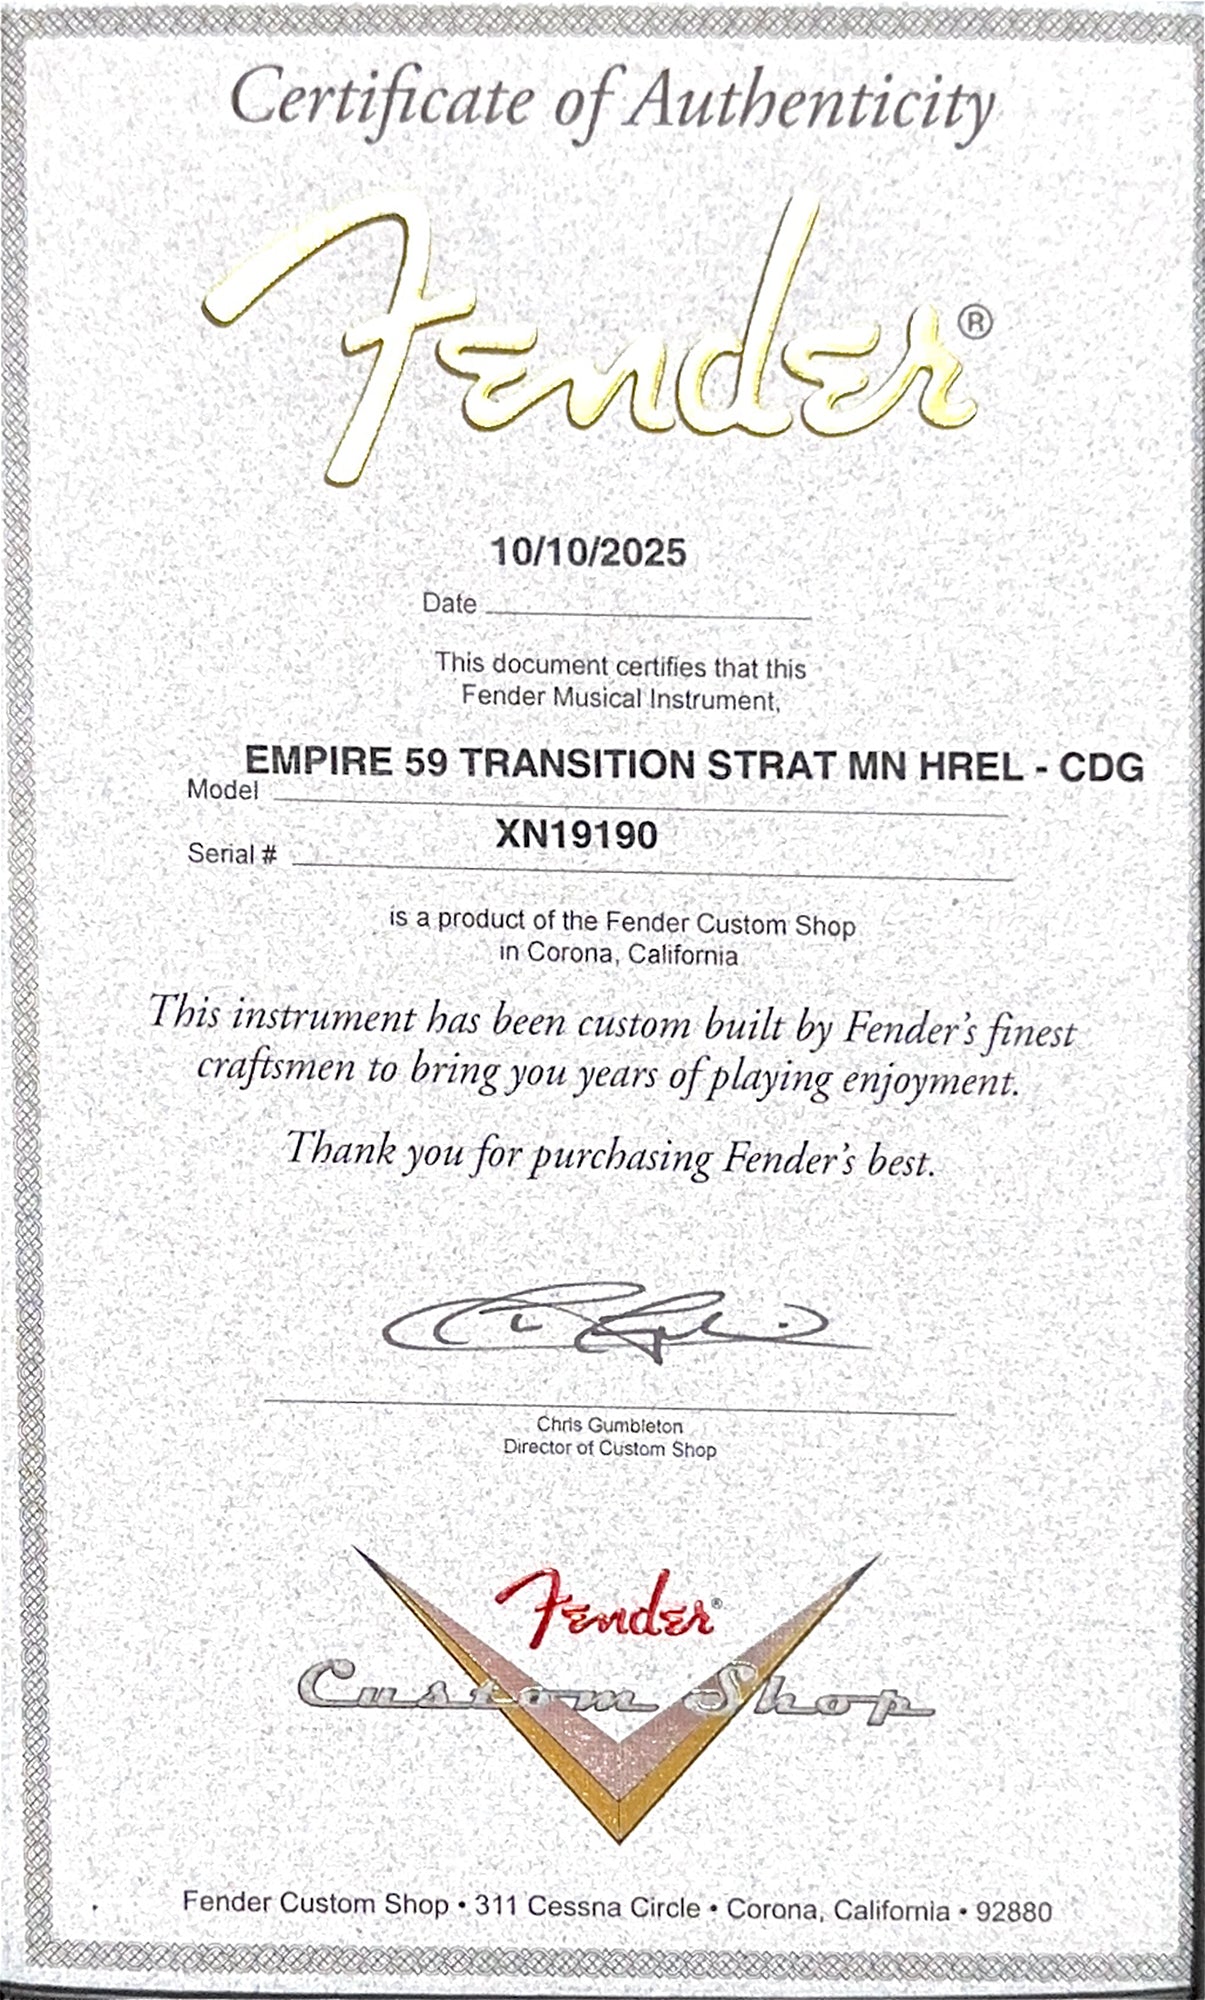 Certificate of Authenticity
Fender®
10/10/2025
Date
This document certifies that this
Fender Musical Instrument,
EMPIRE 59 TRANSITION STRAT MN HREL - CDG
Model
XN19190
Serial #
is a product of the Fender Custom Shop
in Corona, California
This instrument has been custom built by Fender's finest
craftsmen to bring you years of playing enjoyment.
Thank you for purchasing Fender's best.
Chris Gumbleton
Director of Custom Shop
Fender®
Custom Shop
Fender Custom Shop • 311 Cessna Circle • Corona, California • 92880